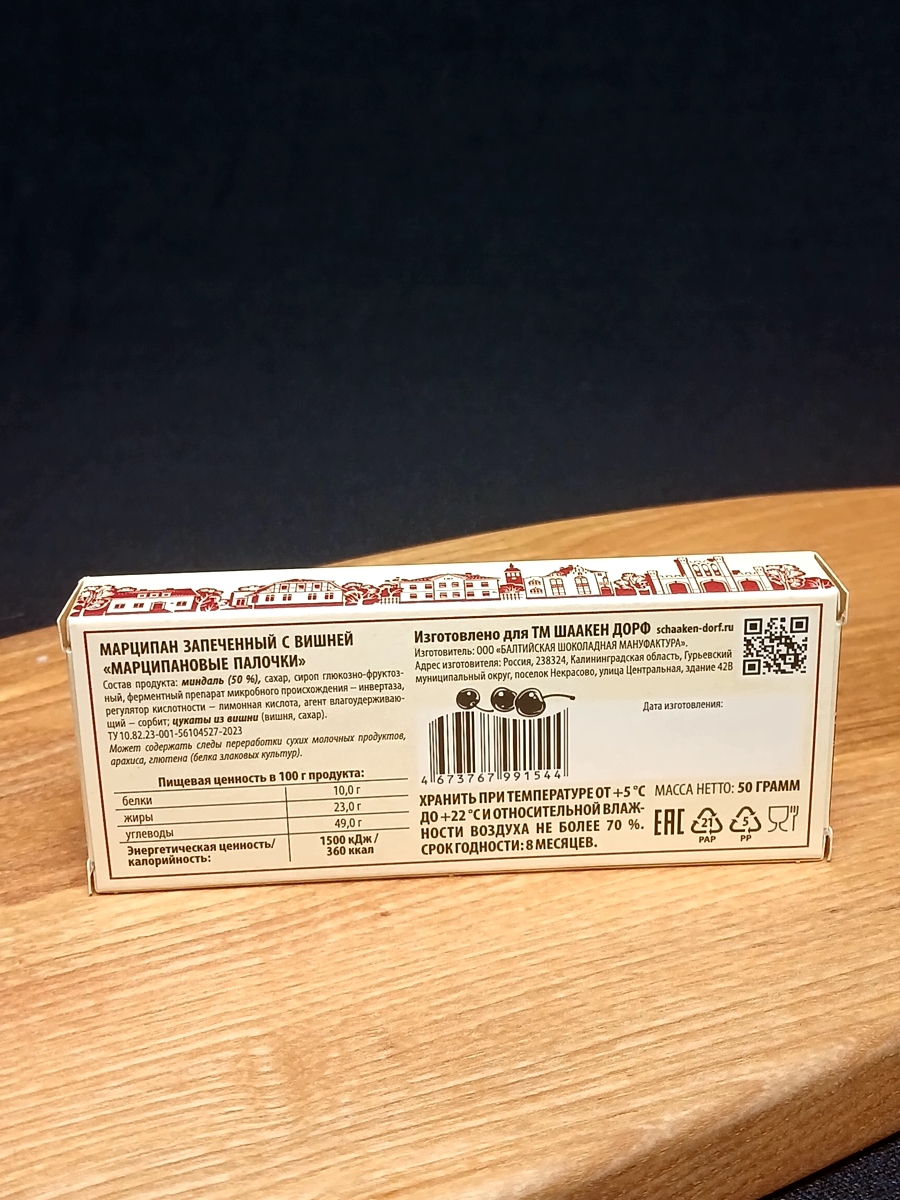 МАРЦИПАН ЗАПЕЧЕННЫЙ С ВИШНЕЙ
«МАРЦИПАНОВЫЕ ПАЛОЧКИ»
Состав продукта: миндаль (50 %), сахар, сироп глюкозно-фруктоз-
ный, ферментный препарат микробного происхождения – инвертаза,
регулятор кислотности – лимонная кислота, агент влагоудерживаю-
щий – сорбит; цукаты из вишни (вишня, сахар).
ТУ 10.82.23-001-56104527-2023
Может содержать следы переработки сухих молочных продуктов,
арахиса, глютена (белка злаковых культур).
Пищевая ценность в 100 г продукта:
белки 10,0 г
жиры 23,0 г
углеводы 49,0 г
Энергетическая ценность/ 1500 кДж /
калорийность: 360 ккал
Изготовлено для ТМ ШААКЕН ДОРФ schaaken-dorf.ru
Изготовитель: ООО «БАЛТИЙСКАЯ ШОКОЛАДНАЯ МАНУФАКТУРА».
Адрес изготовителя: Россия, 238324, Калининградская область, Гурьевский
муниципальный округ, поселок Некрасово, улица Центральная, здание 42В
Дата изготовления:
4 673767 991544
ХРАНИТЬ ПРИ ТЕМПЕРАТУРЕ ОТ +5 °С
ДО +22 °С И ОТНОСИТЕЛЬНОЙ ВЛАЖ-
НОСТИ ВОЗДУХА НЕ БОЛЕЕ 70 %.
СРОК ГОДНОСТИ: 8 МЕСЯЦЕВ.
МАССА НЕТТО: 50 ГРАММ
EAC 21 5
PAP PP